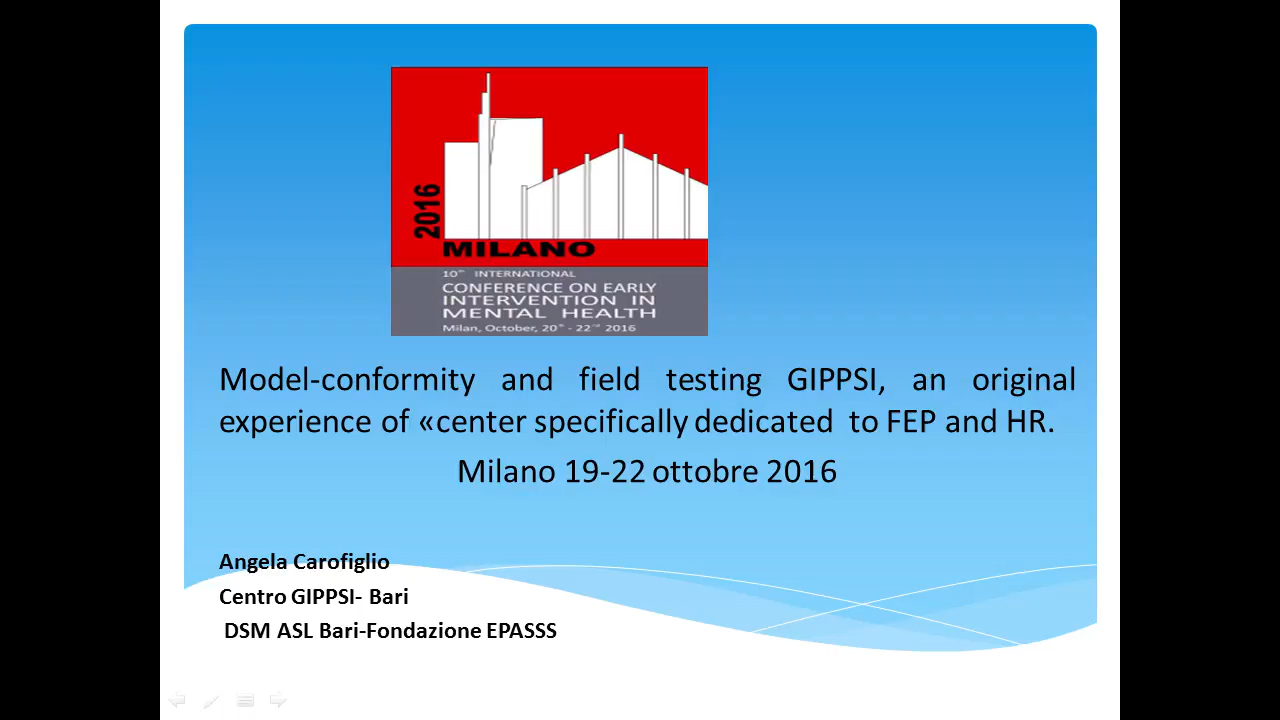 2016
MILANO
10th INTERNATIONAL
CONFERENCE ON EARLY
INTERVENTION IN
MENTAL HEALTH
Milan, October, 20th - 22nd 2016
Model-conformity and field testing GIPPSI, an original
experience of «center specifically dedicated to FEP and HR.
Milano 19-22 ottobre 2016
Angela Carofiglio
Centro GIPPSI- Bari
DSM ASL Bari-Fondazione EPASSS